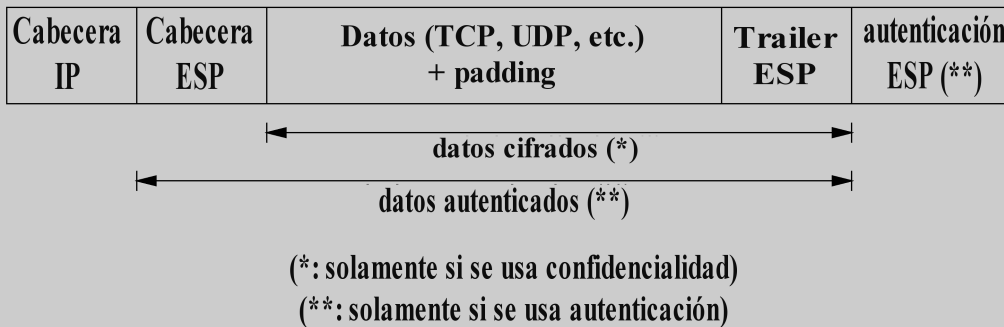 Cabecera IP
Cabecera ESP
Datos (TCP, UDP, etc.)
+ padding
Trailer ESP
autenticación ESP (**)
datos cifrados (*)
datos autenticados (**)
(*: solamente si se usa confidencialidad)
(**: solamente si se usa autenticación)